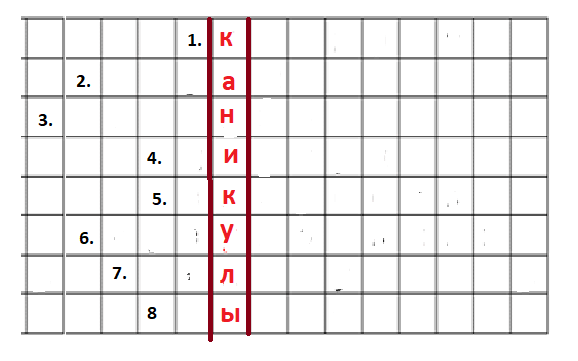 1. к
2. а
3. н
4. и
5. к
6. у
7. л
8 ы